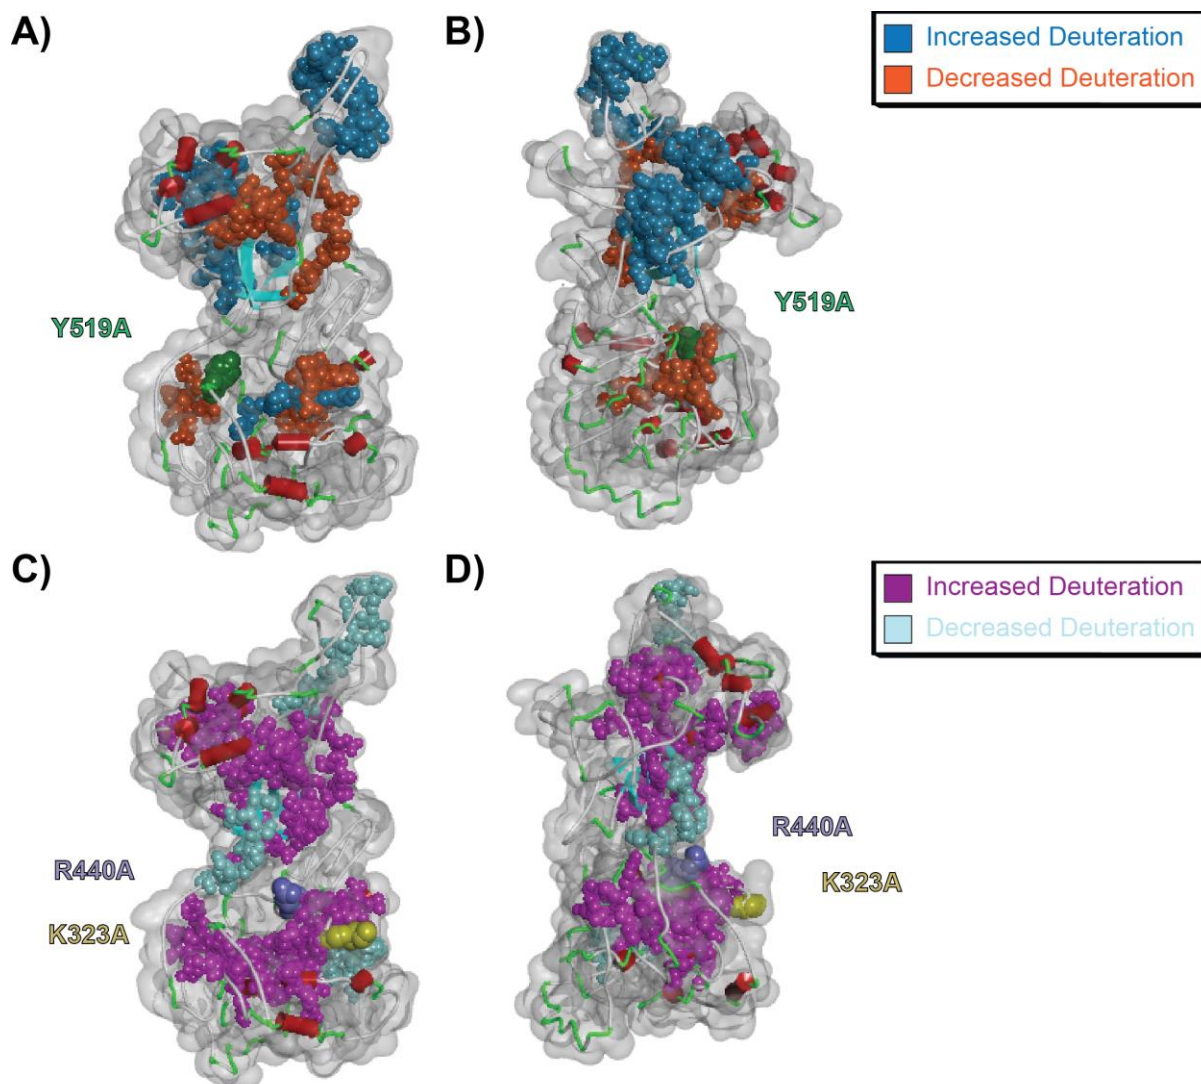 A)
B)
Increased Deuteration
Decreased Deuteration
Y519A
Y519A
C)
D)
Increased Deuteration
Decreased Deuteration
R440A
K323A
R440A
K323A